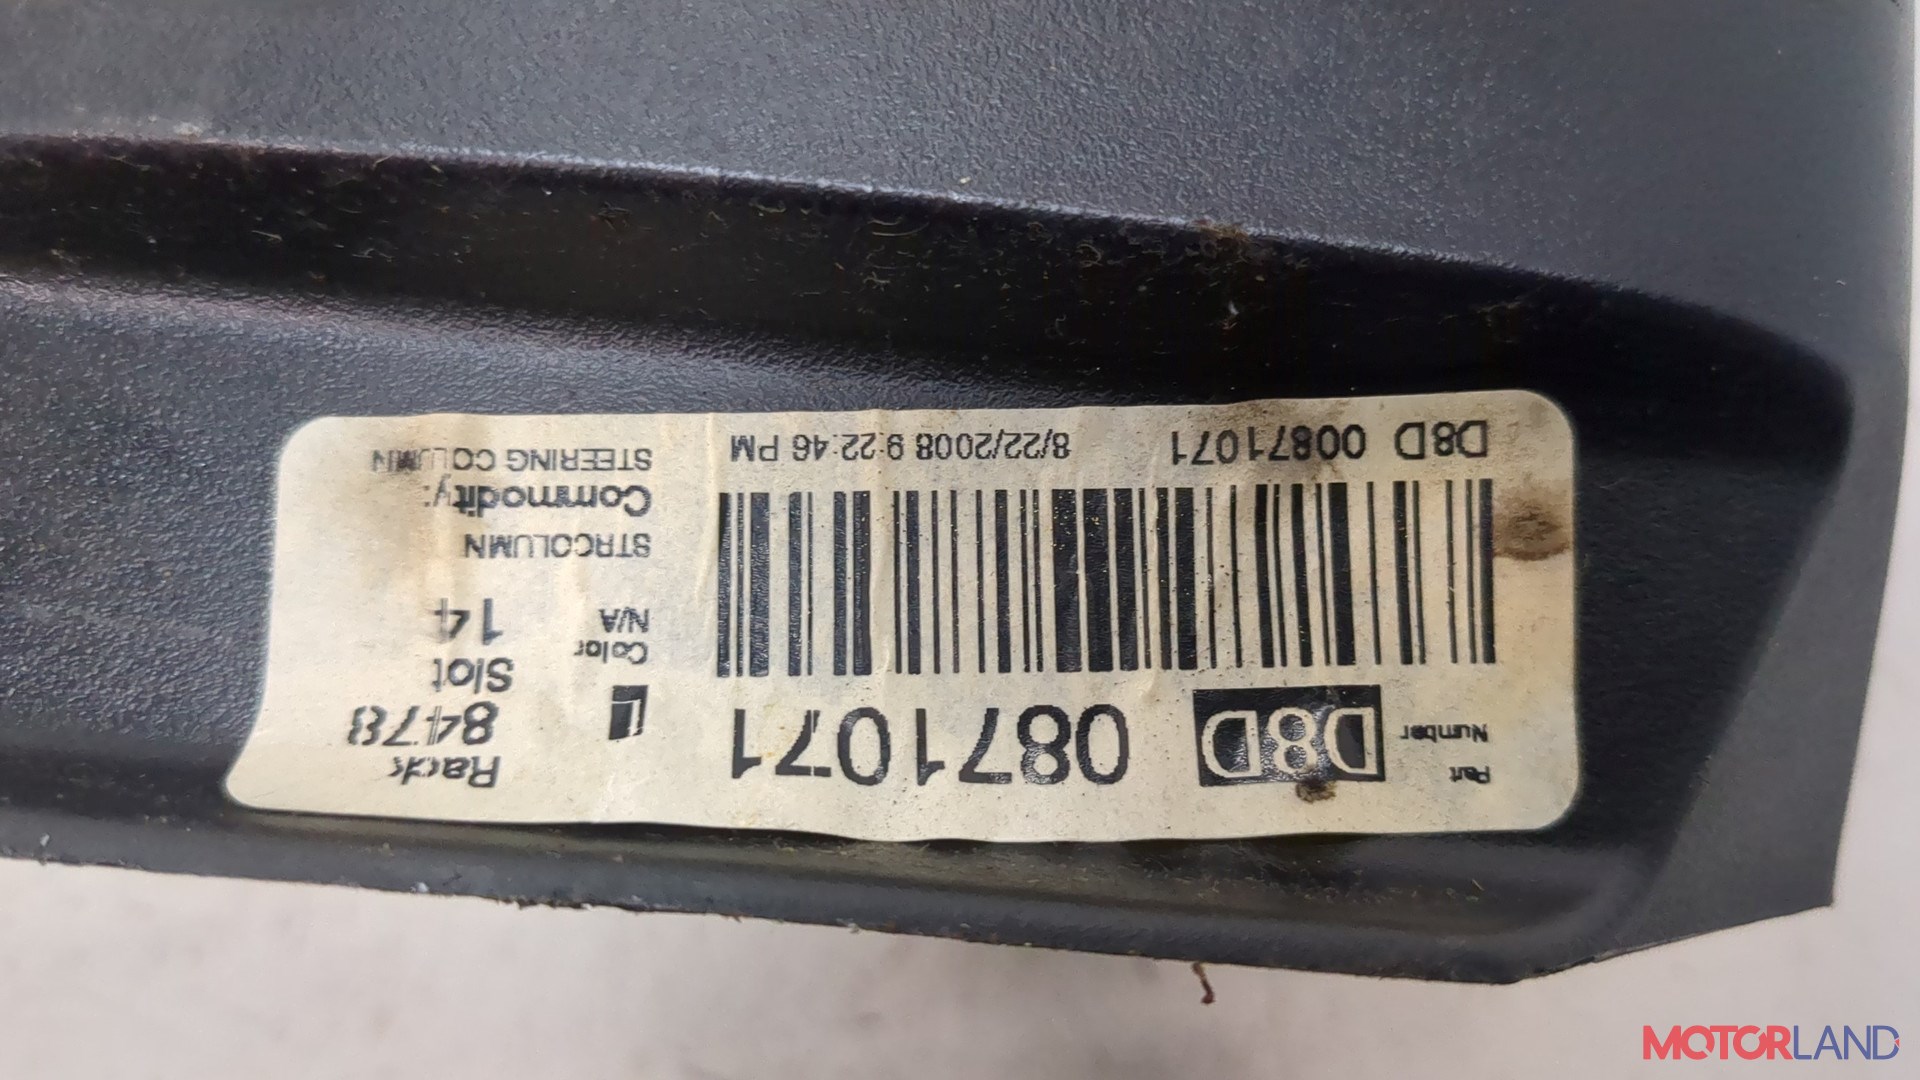 Part
Number
D8D 0871071
L
Rack
8478
Slot
14
Color
N/A
STRCOLUMN
Commodity:
STEERING COLUMN
D8D 00871071 8/22/2008 9:22:46 PM
MOTORLAND